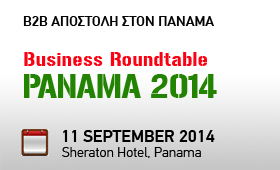 B2B ΑΠΟΣΤΟΛΗ ΣΤΟΝ ΠΑΝΑΜΑ
Business Roundtable
PANAMA 2014
11 SEPTEMBER 2014
Sheraton Hotel, Panama